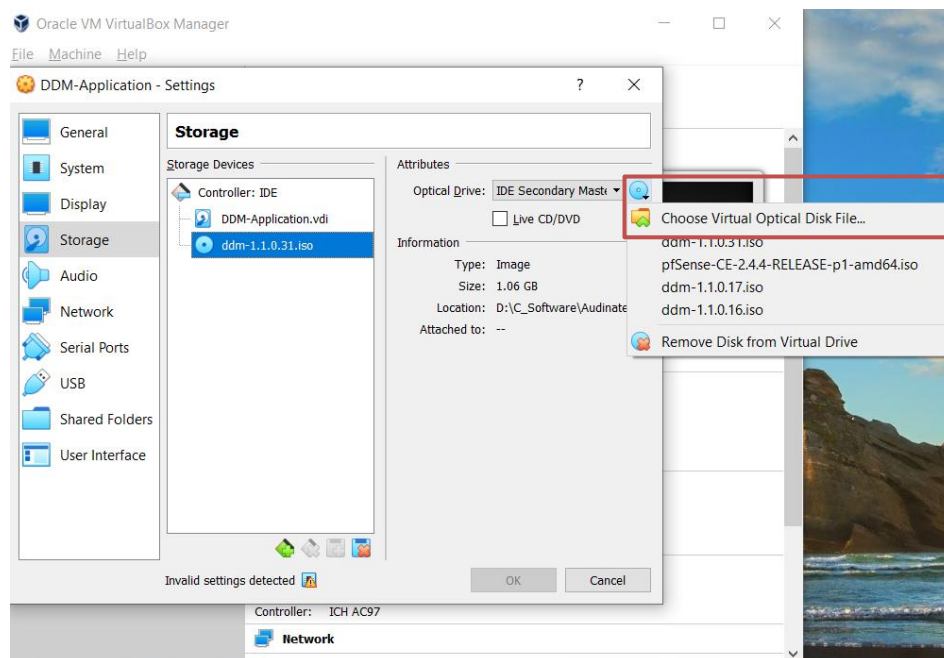 Oracle VM VirtualBox Manager
File Machine Help
DDM-Application - Settings
?
General
System
Display
Storage
Audio
Network
Serial Ports
USB
Shared Folders
User Interface
Storage
Storage Devices
Controller: IDE
DDM-Application.vdi
ddm-1.1.0.31.iso
Attributes
Optical Drive: IDE Secondary Maste
Live CD/DVD
Information
Type: Image
Size: 1.06 GB
Location: D:\C_Software\Audinate
Attached to: --
Choose Virtual Optical Disk File...
ddm-1.1.0.31.iso
pfSense-CE-2.4.4-RELEASE-p1-amd64.iso
ddm-1.1.0.17.iso
ddm-1.1.0.16.iso
Remove Disk from Virtual Drive
Invalid settings detected
OK Cancel
Controller: ICH AC97
Network